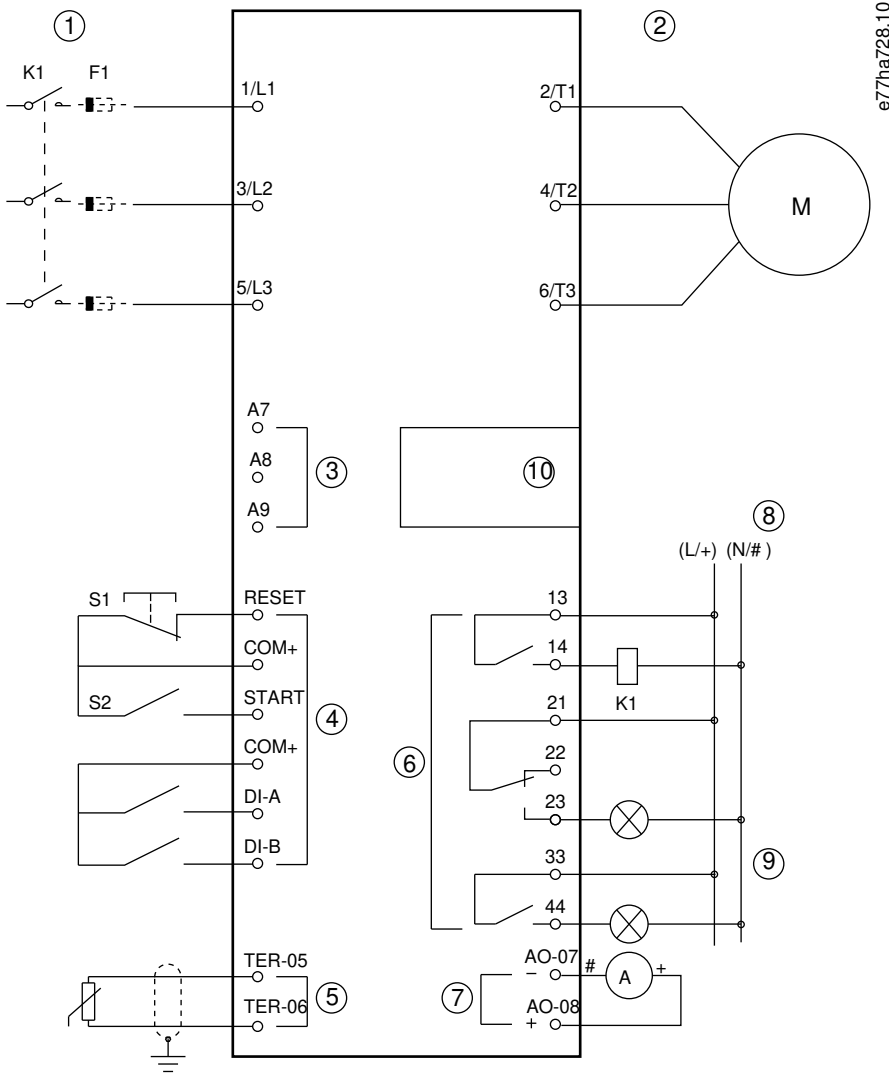 1
2
e77ha728.10
K1 F1
1/L1
2/T1
3/L2
4/T2
M
5/L3
6/T3
A7
A8
3
10
A9
8
(L/+) (N/#)
S1
RESET
13
COM+
14
K1
S2
START
4
21
COM+
6
22
DI-A
23
DI-B
33
9
44
TER-05
AO-07
− # A +
5
7
TER-06
AO-08
+